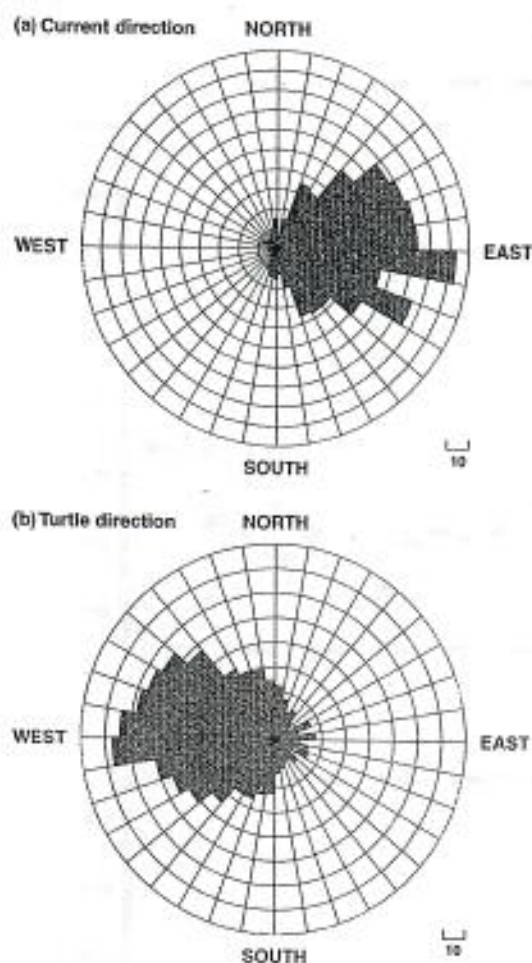 (a) Current direction
NORTH
WEST
EAST
SOUTH
10
(b) Turtle direction
NORTH
WEST
EAST
SOUTH
10